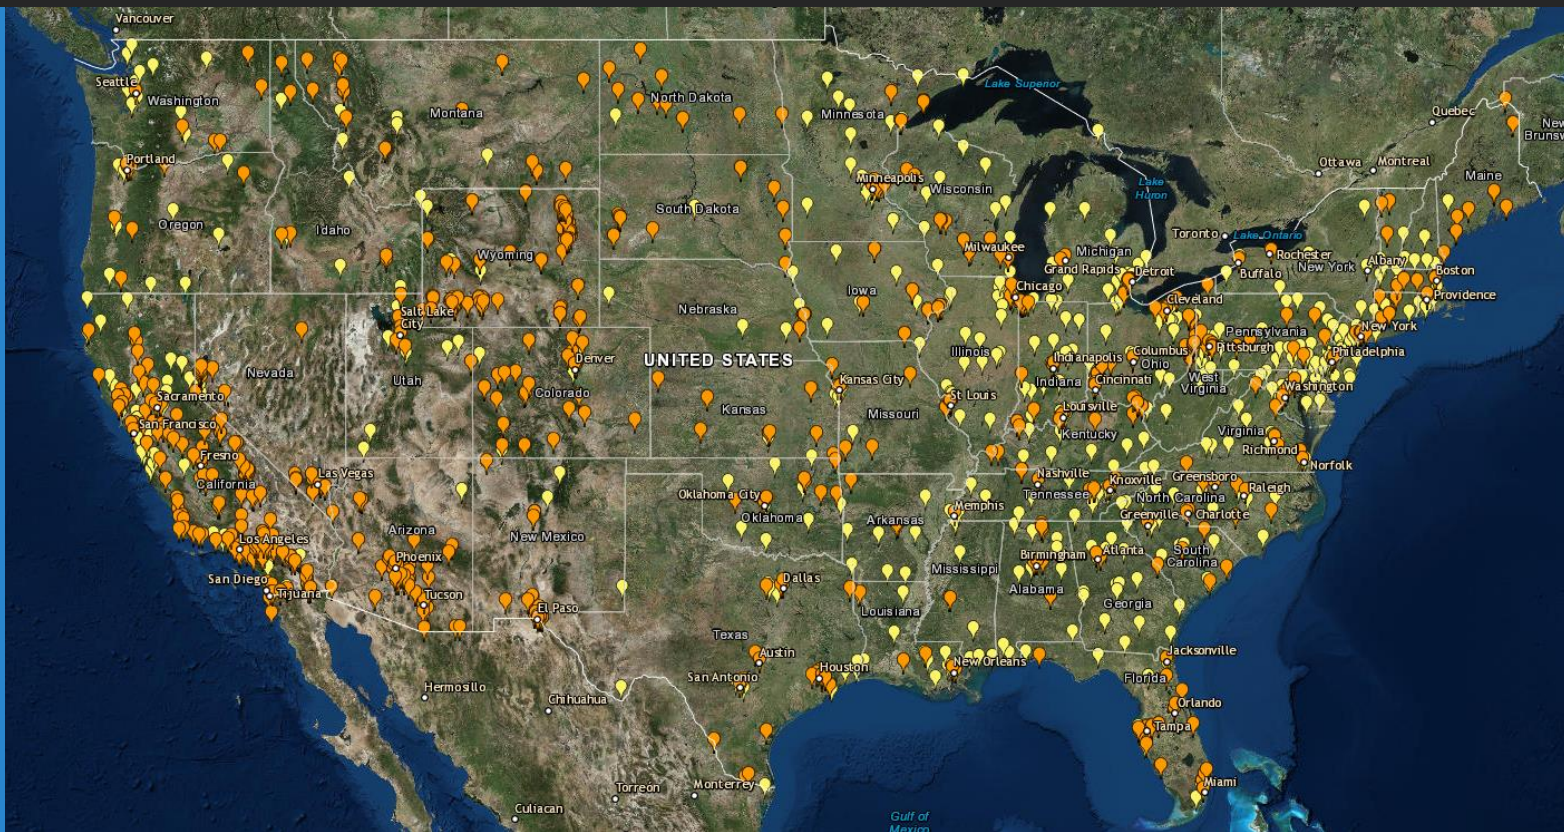 Vancouver
Seattle
Washington
Montana
North Dakota
Minnesota
Lake Superior
Quebec
New
Brunsw
Portland
Ottawa
Montreal
Maine
Minneapolis
Wisconsin
Lake
Huron
Oregon
Idaho
South Dakota
Wyoming
Toronto
Lake Ontario
Milwaukee
Michigan
Rochester
Grand Rapids
Detroit
Buffalo
New York
Albany
Boston
Chicago
Iowa
Nebraska
Cleveland
Providence
Salt Lake
City
New York
Pennsylvania
Pittsburgh
Philadelphia
Illinois
Indianapolis
Columbus
Ohio
UNITED STATES
Denver
Nevada
Utah
Colorado
Kansas City
Indiana
Cincinnati
West
Virginia
Washington
Sacramento
Kansas
Missouri
St Louis
Louisville
San Francisco
Kentucky
Virginia
Richmond
Fresno
Norfolk
Las Vegas
California
Nashville
Tennessee
Knoxville
Greensboro
Raleigh
North Carolina
Oklahoma City
Oklahoma
Arkansas
Memphis
Greenville
Charlotte
Arizona
New Mexico
Los Angeles
Phoenix
Birmingham
Atlanta
South
Carolina
Mississippi
San Diego
Tijuana
Tucson
Dallas
Alabama
Georgia
El Paso
Louisiana
Texas
Austin
Jacksonville
New Orleans
Houston
San Antonio
Florida
Hermosillo
Chihuahua
Orlando
Tampa
Monterrey
Torreon
Miami
Culiacan
Gulf of
Mexico